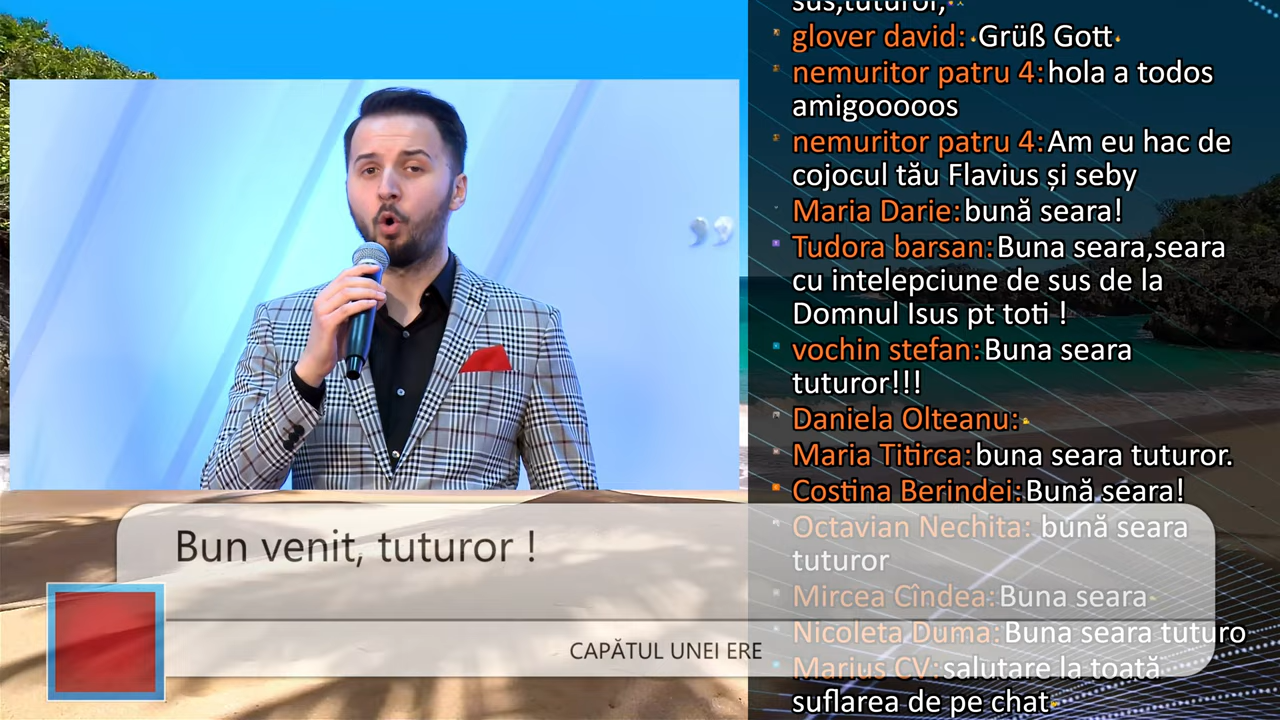 sus,tuturor,
glover david: Grüß Gott
nemuritor patru 4:hola a todos
amigooooos
nemuritor patru 4:Am eu hac de
cojocul tău Flavius și seby
Maria Darie:bună seara!
Tudora barsan:Buna seara,seara
cu intelepciune de sus de la
Domnul Isus pt toti !
vochin stefan:Buna seara
tuturor!!!
Daniela Olteanu:
Maria Titirca:buna seara tuturor.
Costina Berindei:Bună seara!
Octavian Nechita: bună seara
tuturor
Mircea Cîndea:Buna seara
Nicoleta Duma:Buna seara tuturo
Marius CV:salutare la toată
suflarea de pe chat
Bun venit, tuturor !
CAPĂTUL UNEI ERE